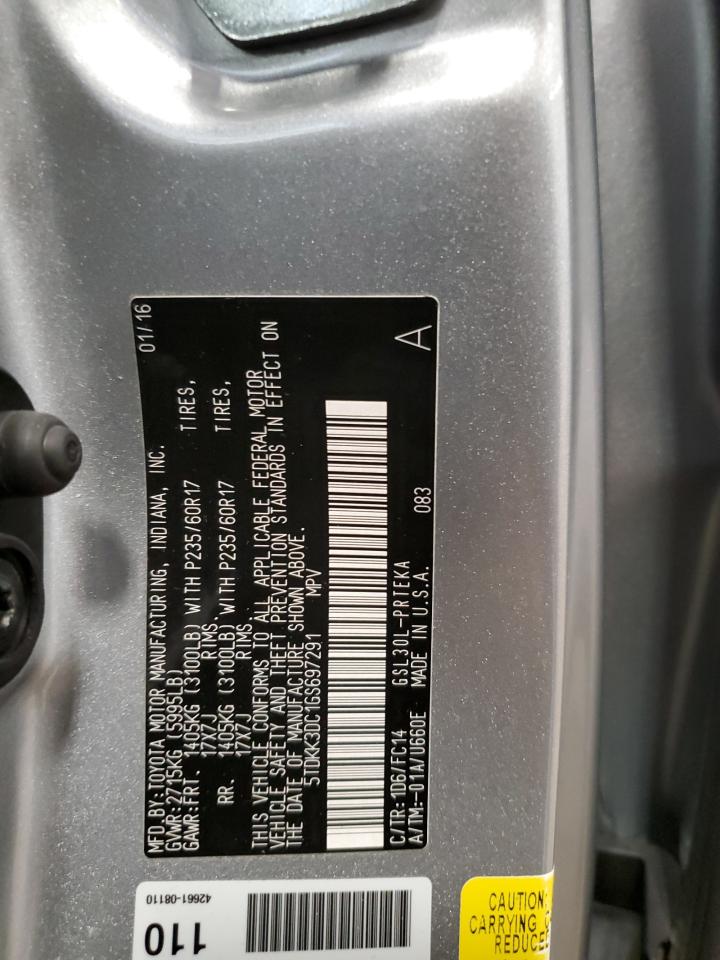 MFD.BY:TOYOTA MOTOR MANUFACTURING, INDIANA, INC. 01/16
GVWR:2715KG (5995LB)
GAWR:FRT. 1405KG (3100LB) WITH P235/60R17 TIRES,
17X7J RIMS.
RR. 1405KG (3100LB) WITH P235/60R17 TIRES,
17X7J RIMS.
THIS VEHICLE CONFORMS TO ALL APPLICABLE FEDERAL MOTOR
VEHICLE SAFETY AND THEFT PREVENTION STANDARDS IN EFFECT ON
THE DATE OF MANUFACTURE SHOWN ABOVE.
5TDKK3DC1GS697291 MPV
C/TR:1D6/FC14 GSL30L-PRTEKA 083 A
A/TM:-01A/U660E MADE IN U.S.A.
42661-08110
110
CAUTION:
CARRYING
REDUCE